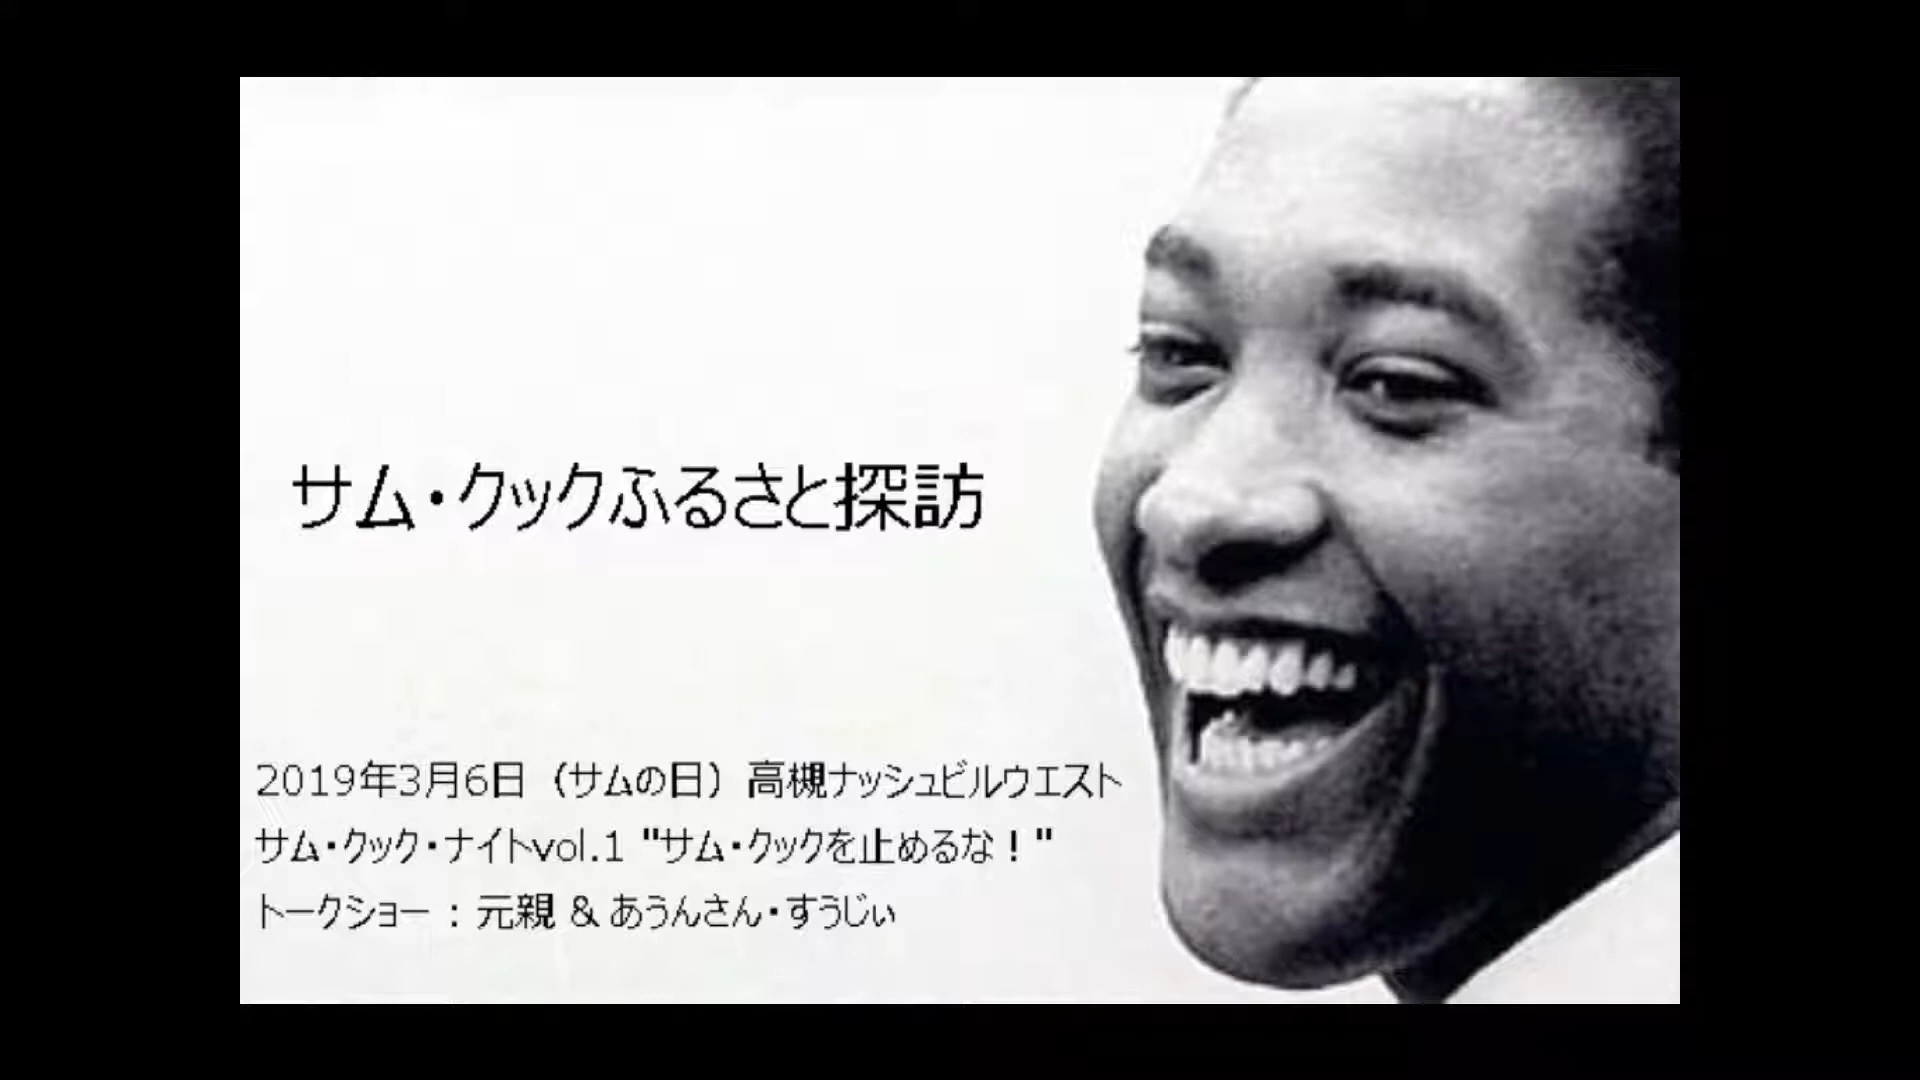 サム・クックふるさと探訪
2019年3月6日（サムの日）高槻ナッシュビルウエスト
サム・クック・ナイトvol.1 "サム・クックを止めるな！"
トークショー：元親 & あうんさん・すうじぃ